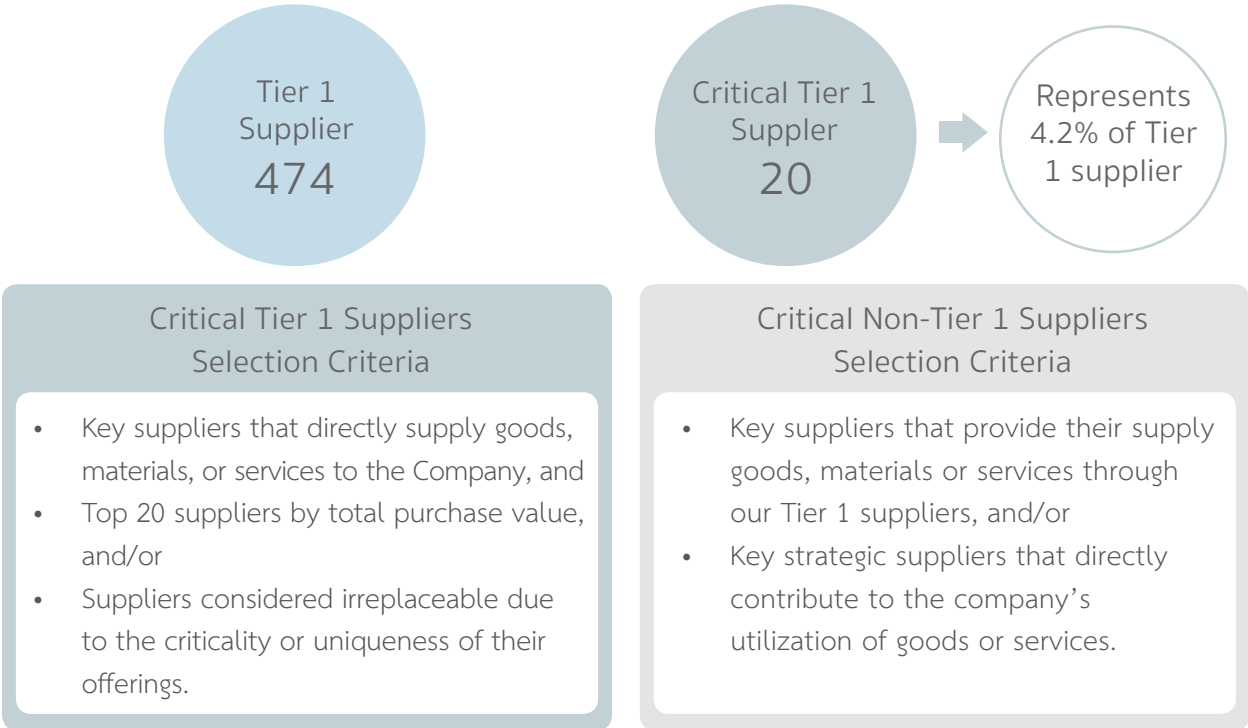 Tier 1
Supplier
474
Critical Tier 1
Suppler
20
Represents
4.2% of Tier
1 supplier
Critical Tier 1 Suppliers
Selection Criteria
• Key suppliers that directly supply goods,
materials, or services to the Company, and
• Top 20 suppliers by total purchase value,
and/or
• Suppliers considered irreplaceable due
to the criticality or uniqueness of their
offerings.
Critical Non-Tier 1 Suppliers
Selection Criteria
• Key suppliers that provide their supply
goods, materials or services through
our Tier 1 suppliers, and/or
• Key strategic suppliers that directly
contribute to the company’s
utilization of goods or services.